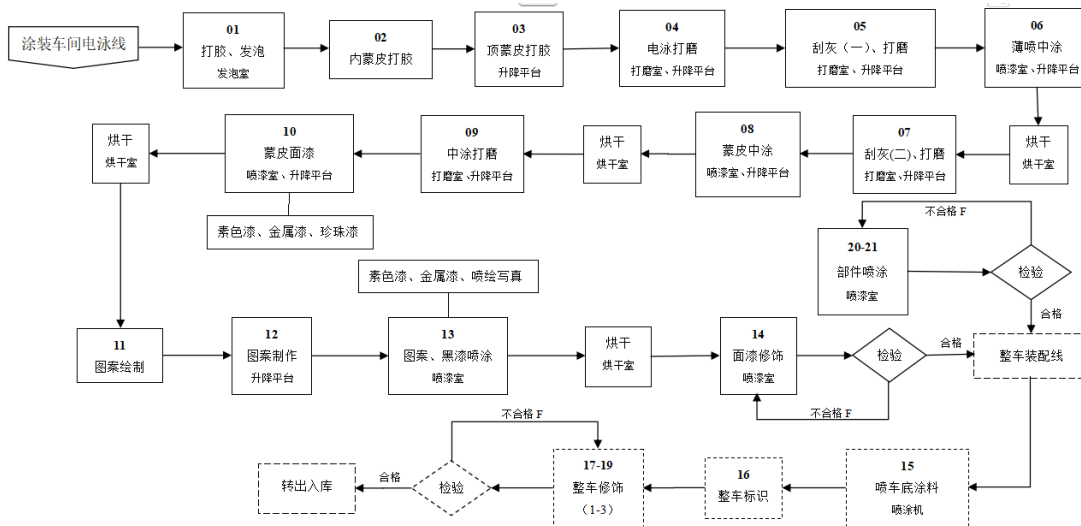 涂装车间电泳线
01
打胶、发泡
发泡室
02
内蒙皮打胶
03
顶蒙皮打胶
升降平台
04
电泳打磨
打磨室、升降平台
05
刮灰（一）、打磨
打磨室、升降平台
06
薄喷中涂
喷漆室、升降平台
烘干
烘干室
07
刮灰(二)、打磨
打磨室、升降平台
08
蒙皮中涂
喷漆室、升降平台
烘干
烘干室
09
中涂打磨
打磨室、升降平台
10
蒙皮面漆
喷漆室、升降平台
素色漆、金属漆、珍珠漆
烘干
烘干室
11
图案绘制
12
图案制作
升降平台
素色漆、金属漆、喷绘写真
13
图案、黑漆喷涂
喷漆室
烘干
烘干室
14
面漆修饰
喷漆室
检验
合格
不合格 F
不合格 F
20-21
部件喷涂
喷漆室
检验
合格
整车装配线
15
喷车底涂料
喷涂机
16
整车标识
不合格 F
17-19
整车修饰
（1-3）
检验
合格
转出入库